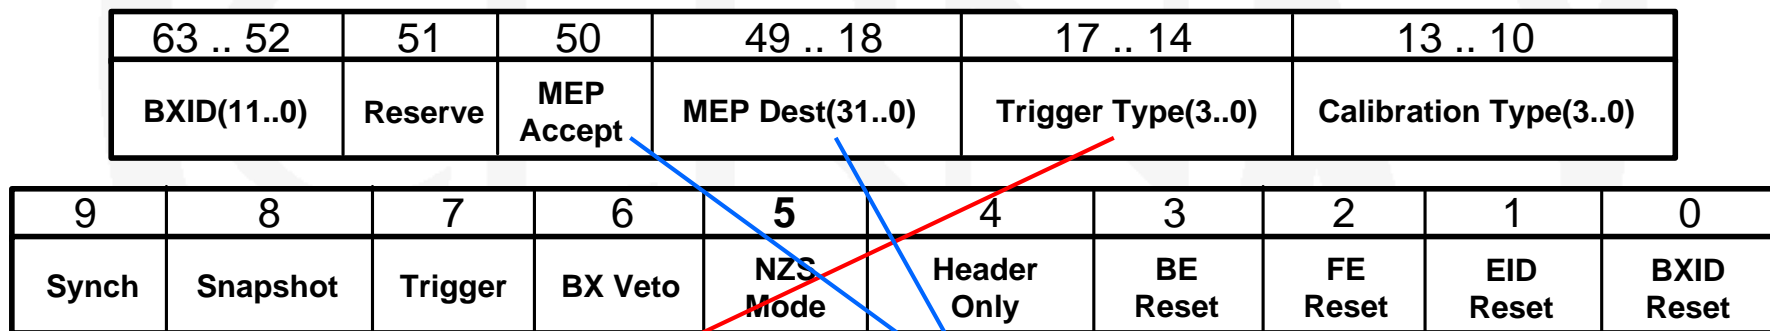 63 .. 52 51 50 49 .. 18 17 .. 14 13 .. 10
BXID(11..0) Reserve MEP Accept MEP Dest(31..0) Trigger Type(3..0) Calibration Type(3..0)
9 8 7 6 5 4 3 2 1 0
Synch Snapshot Trigger BX Veto NZS Mode Header Only BE Reset FE Reset EID Reset BXID Reset